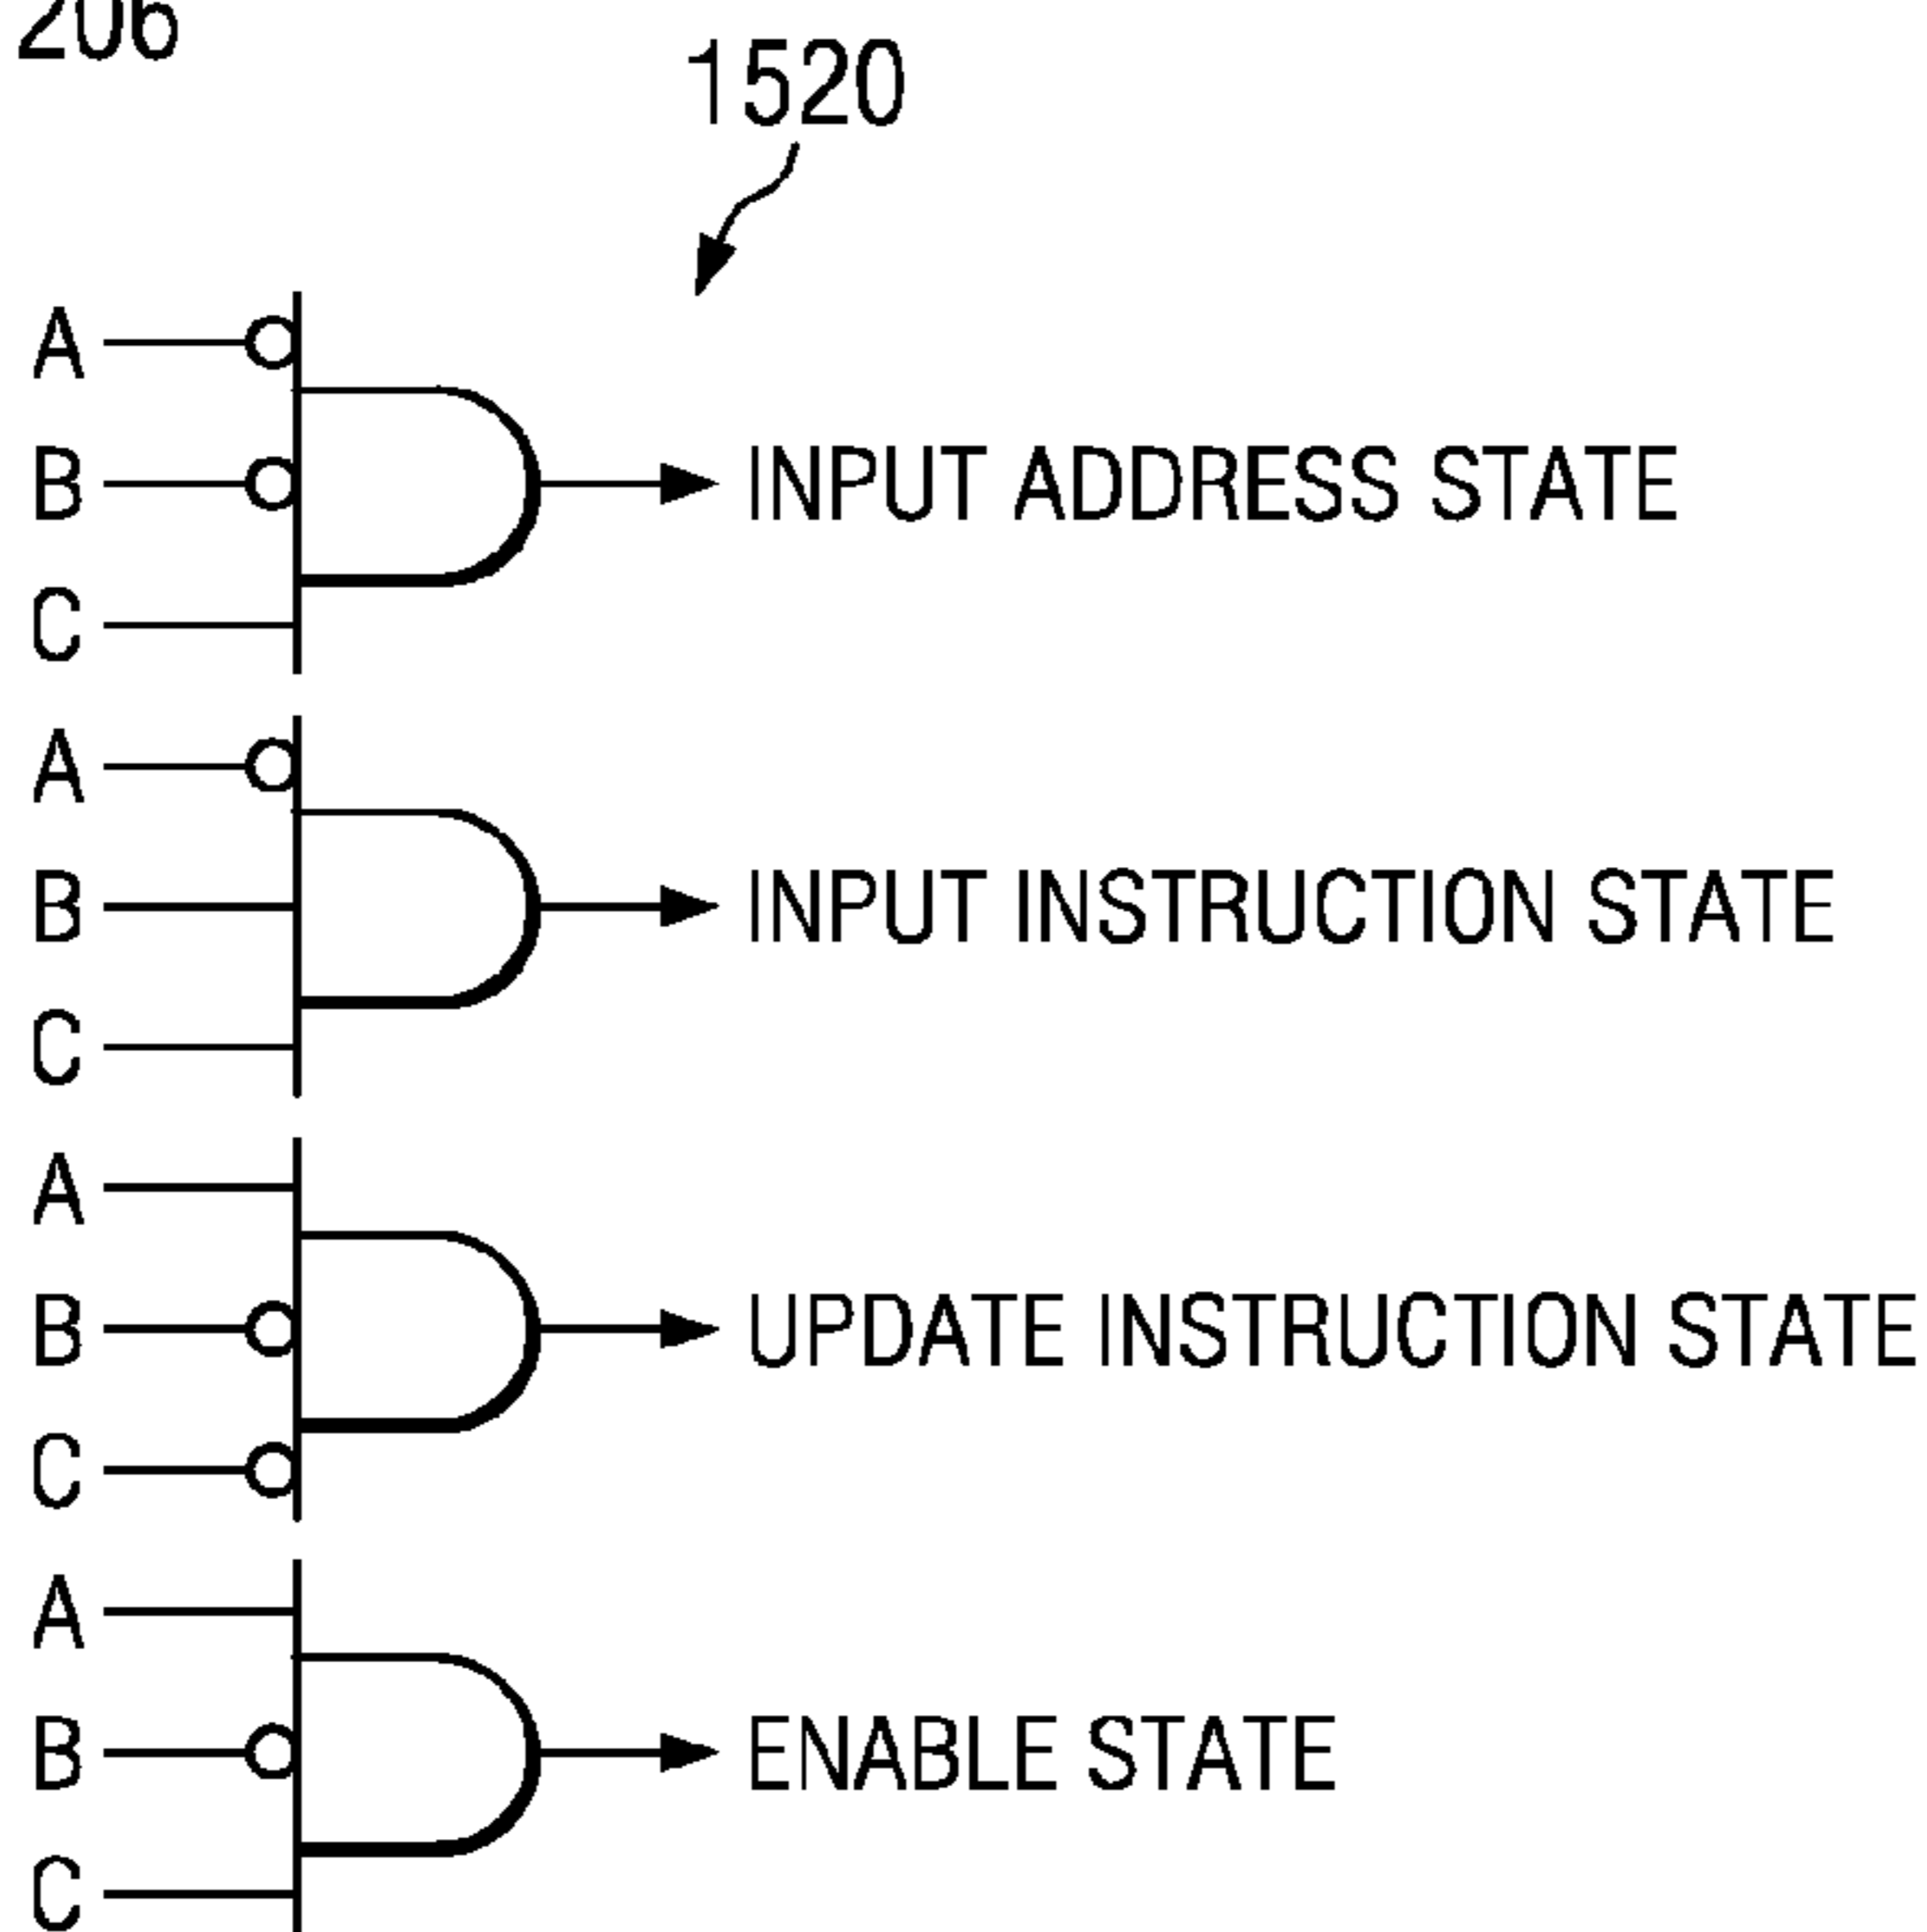 206
1520
A
B
INPUT ADDRESS STATE
C
A
B
INPUT INSTRUCTION STATE
C
A
B
UPDATE INSTRUCTION STATE
C
A
B
ENABLE STATE
C